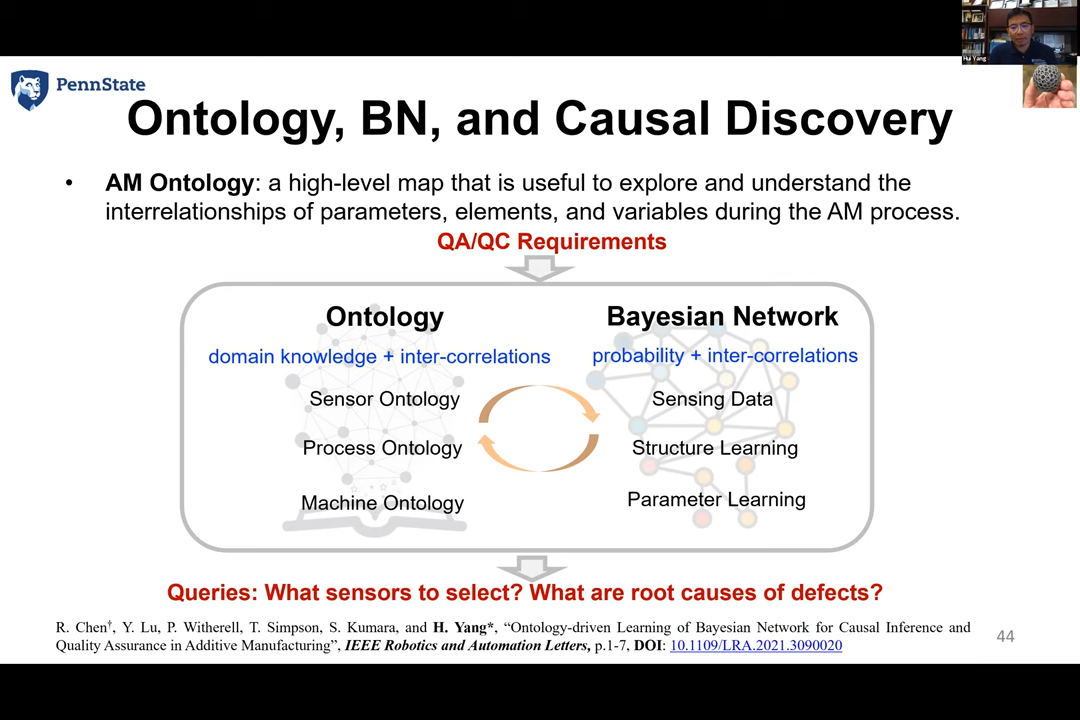 Hui Yang
PennState
Ontology, BN, and Causal Discovery
• AM Ontology: a high-level map that is useful to explore and understand the
interrelationships of parameters, elements, and variables during the AM process.
QA/QC Requirements
Ontology
domain knowledge + inter-correlations
Sensor Ontology
Process Ontology
Machine Ontology
Bayesian Network
probability + inter-correlations
Sensing Data
Structure Learning
Parameter Learning
Queries: What sensors to select? What are root causes of defects?
R. Chen†, Y. Lu, P. Witherell, T. Simpson, S. Kumara, and H. Yang*, “Ontology-driven Learning of Bayesian Network for Causal Inference and
Quality Assurance in Additive Manufacturing”, IEEE Robotics and Automation Letters, p.1-7, DOI: 10.1109/LRA.2021.3090020
44